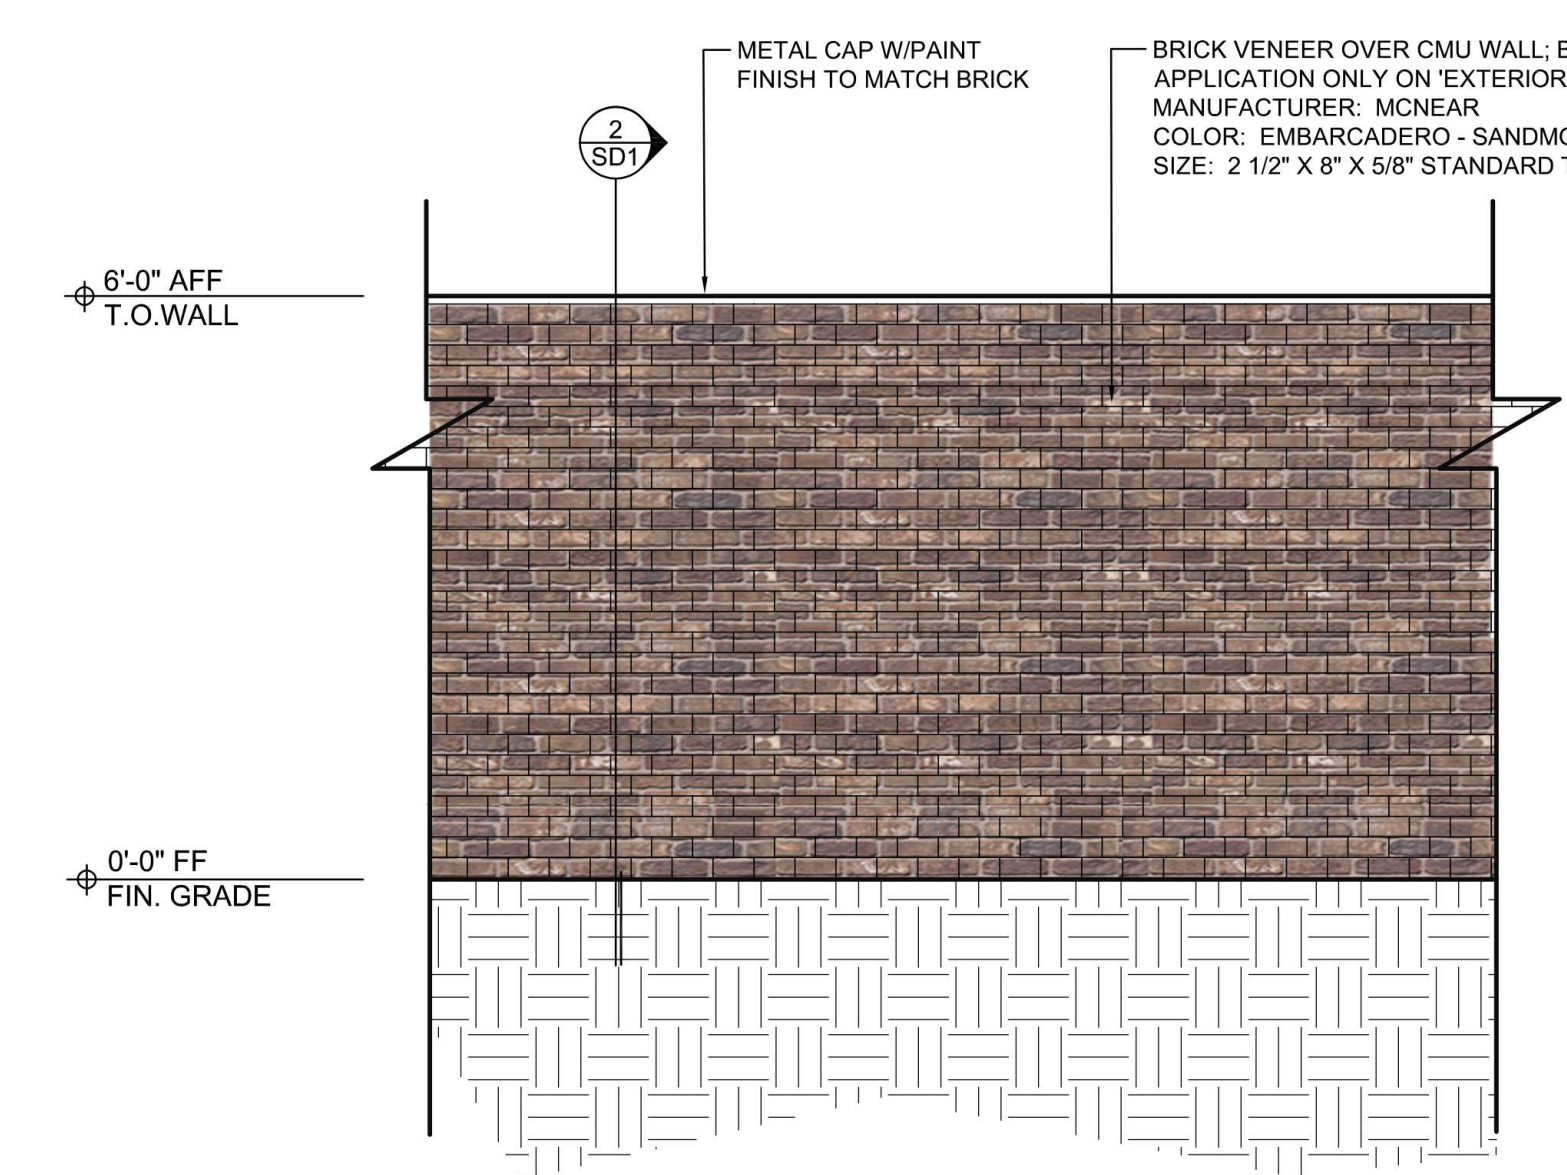 METAL CAP W/PAINT
FINISH TO MATCH BRICK
BRICK VENEER OVER CMU WALL;
APPLICATION ONLY ON 'EXTERIOR
MANUFACTURER: MCNEAR
COLOR: EMBARCADERO -
SIZE: 2 1/2" X 8" X 5/8" STANDARD
2
SD1
6'-0" AFF
T.O.WALL
0'-0" FF
FIN. GRADE